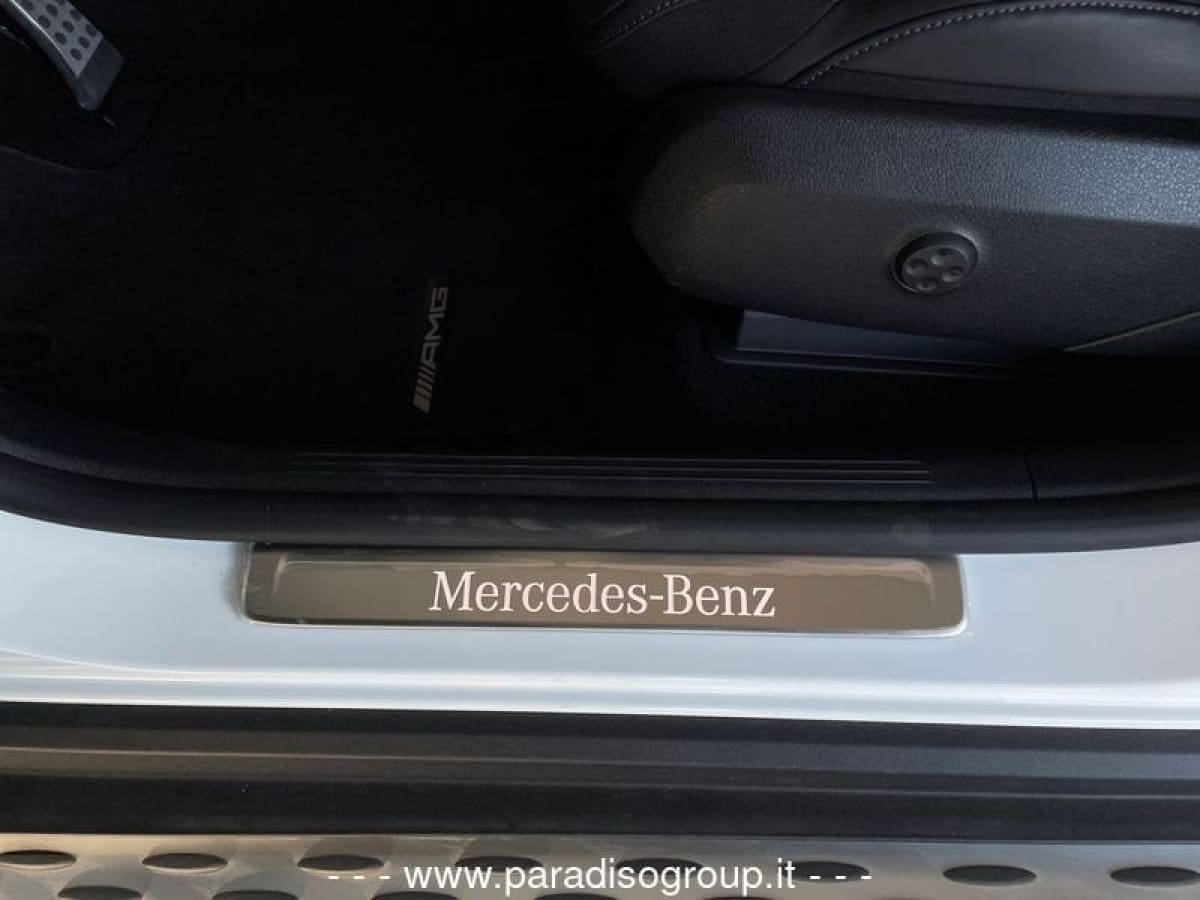 AMG
Mercedes-Benz
- - - www.paradisogroup.it - - -